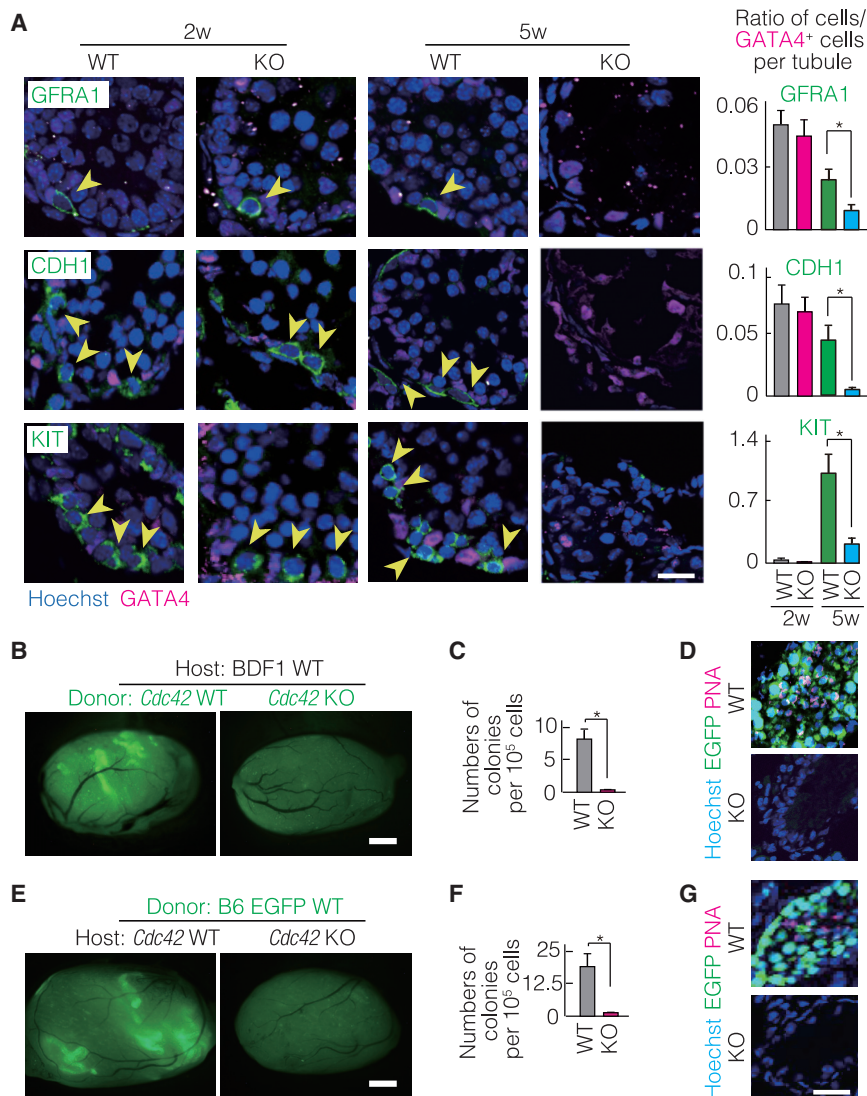 A
2w
5w
WT
KO
WT
KO
Ratio of cells/
GATA4⁺ cells
per tubule
GFRA1
GFRA1
0.06
0.03
0
*
CDH1
CDH1
0.1
0.05
0
*
KIT
KIT
1.4
0.7
0
*
WT
KO
WT
KO
2w
5w
Hoechst GATA4
B
Host: BDF1 WT
Donor: Cdc42 WT
Cdc42 KO
C
Numbers of
colonies
per 10⁵ cells
10
5
0
*
WT
KO
D
Hoechst EGFP PNA
WT
KO
E
Donor: B6 EGFP WT
Host: Cdc42 WT
Cdc42 KO
F
Numbers of
colonies
per 10⁵ cells
25
12.5
0
*
WT
KO
G
Hoechst EGFP PNA
WT
KO